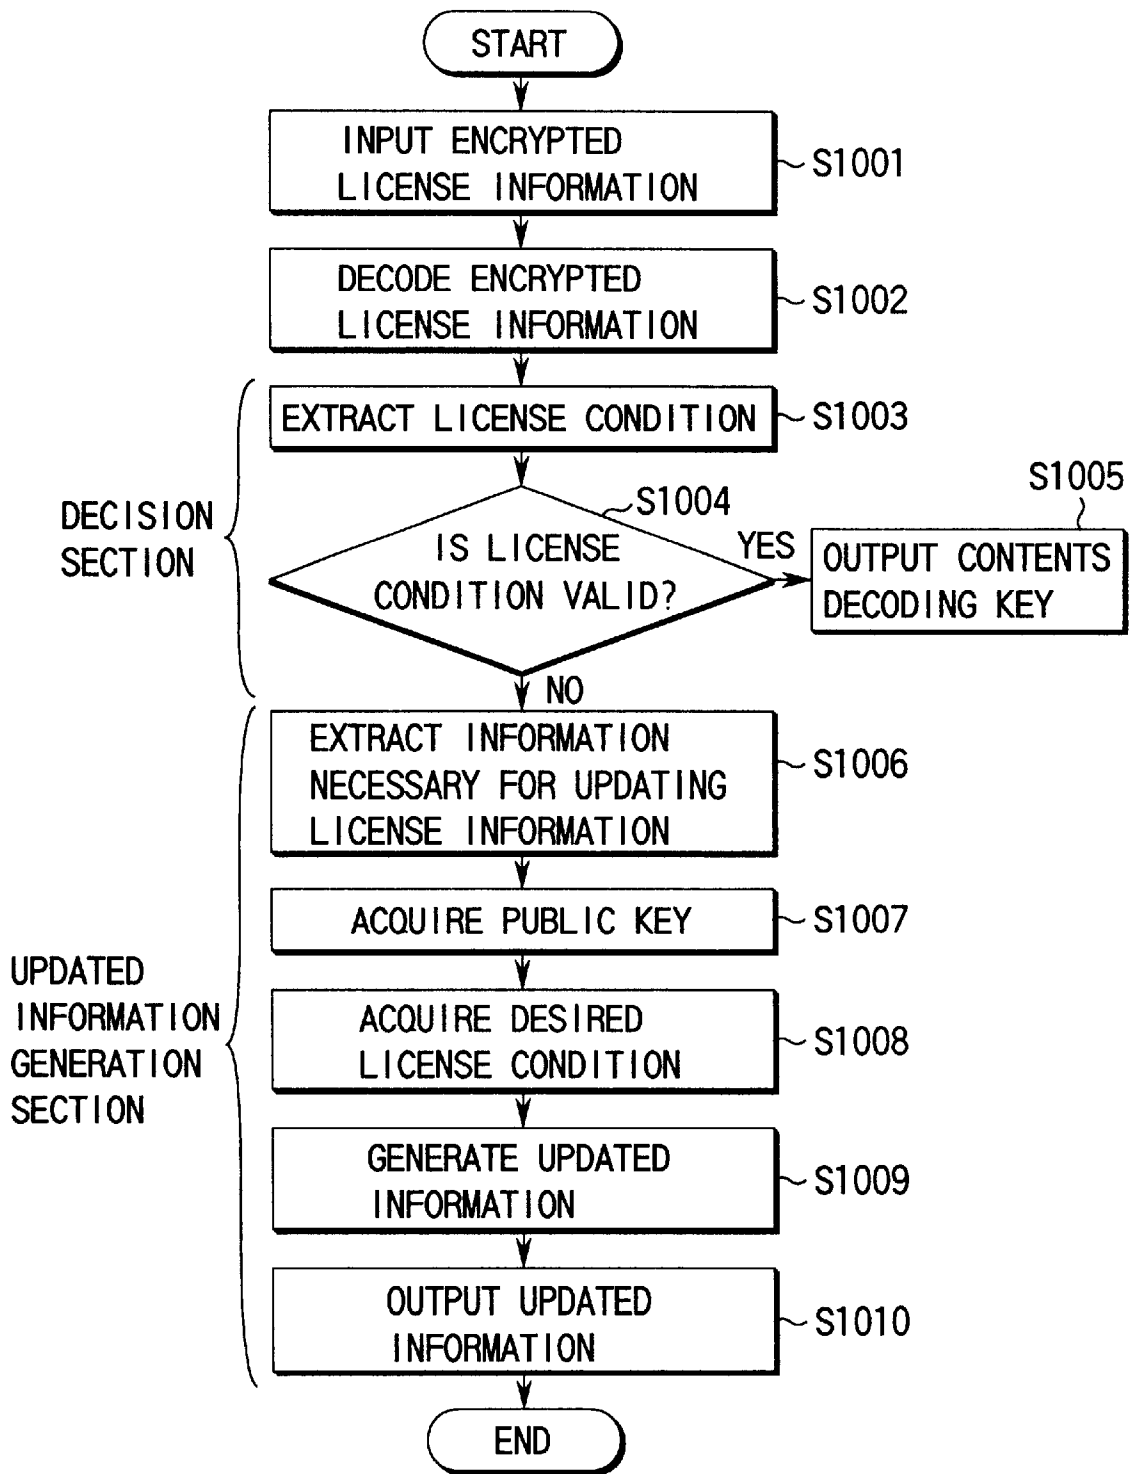 START
INPUT ENCRYPTED
LICENSE INFORMATION
S1001
DECODE ENCRYPTED
LICENSE INFORMATION
S1002
EXTRACT LICENSE CONDITION
S1003
DECISION
SECTION
S1004
IS LICENSE
CONDITION VALID?
YES
S1005
OUTPUT CONTENTS
DECODING KEY
NO
EXTRACT INFORMATION
NECESSARY FOR UPDATING
LICENSE INFORMATION
S1006
ACQUIRE PUBLIC KEY
S1007
UPDATED
INFORMATION
GENERATION
SECTION
ACQUIRE DESIRED
LICENSE CONDITION
S1008
GENERATE UPDATED
INFORMATION
S1009
OUTPUT UPDATED
INFORMATION
S1010
END